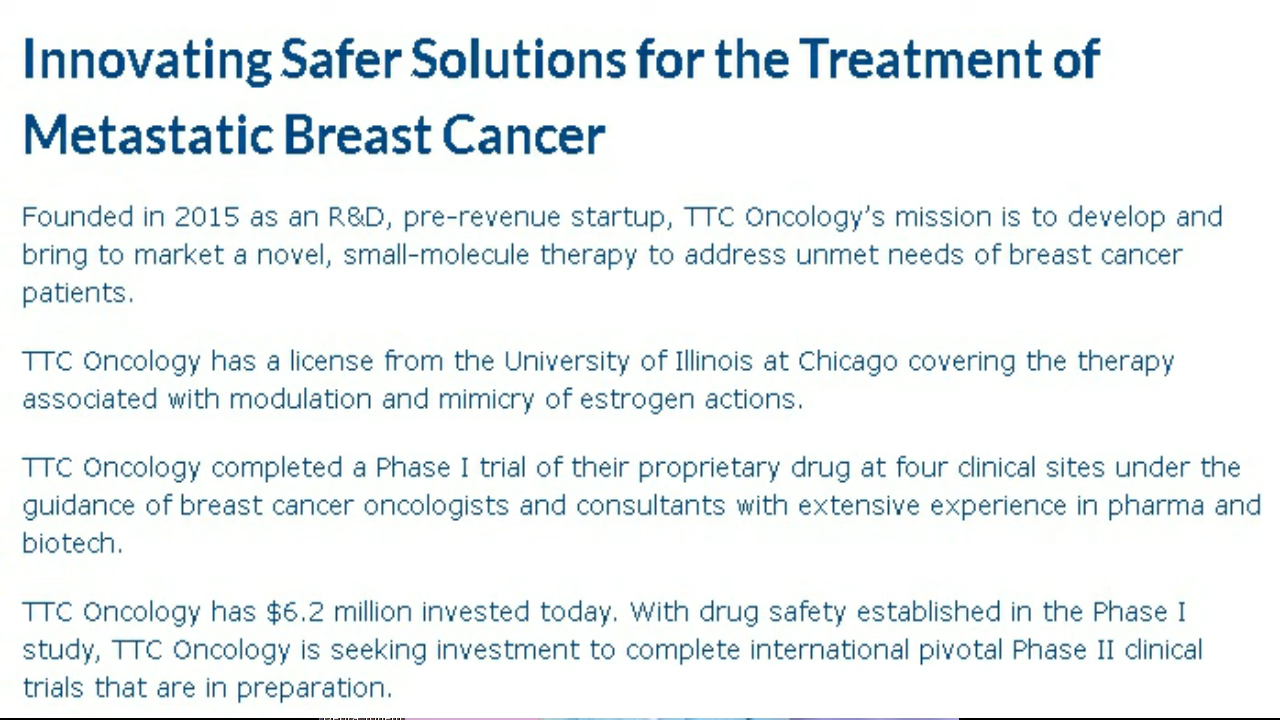 Innovating Safer Solutions for the Treatment of
Metastatic Breast Cancer
Founded in 2015 as an R&D, pre-revenue startup, TTC Oncology’s mission is to develop and
bring to market a novel, small-molecule therapy to address unmet needs of breast cancer
patients.
TTC Oncology has a license from the University of Illinois at Chicago covering the therapy
associated with modulation and mimicry of estrogen actions.
TTC Oncology completed a Phase I trial of their proprietary drug at four clinical sites under the
guidance of breast cancer oncologists and consultants with extensive experience in pharma and
biotech.
TTC Oncology has $6.2 million invested today. With drug safety established in the Phase I
study, TTC Oncology is seeking investment to complete international pivotal Phase II clinical
trials that are in preparation.